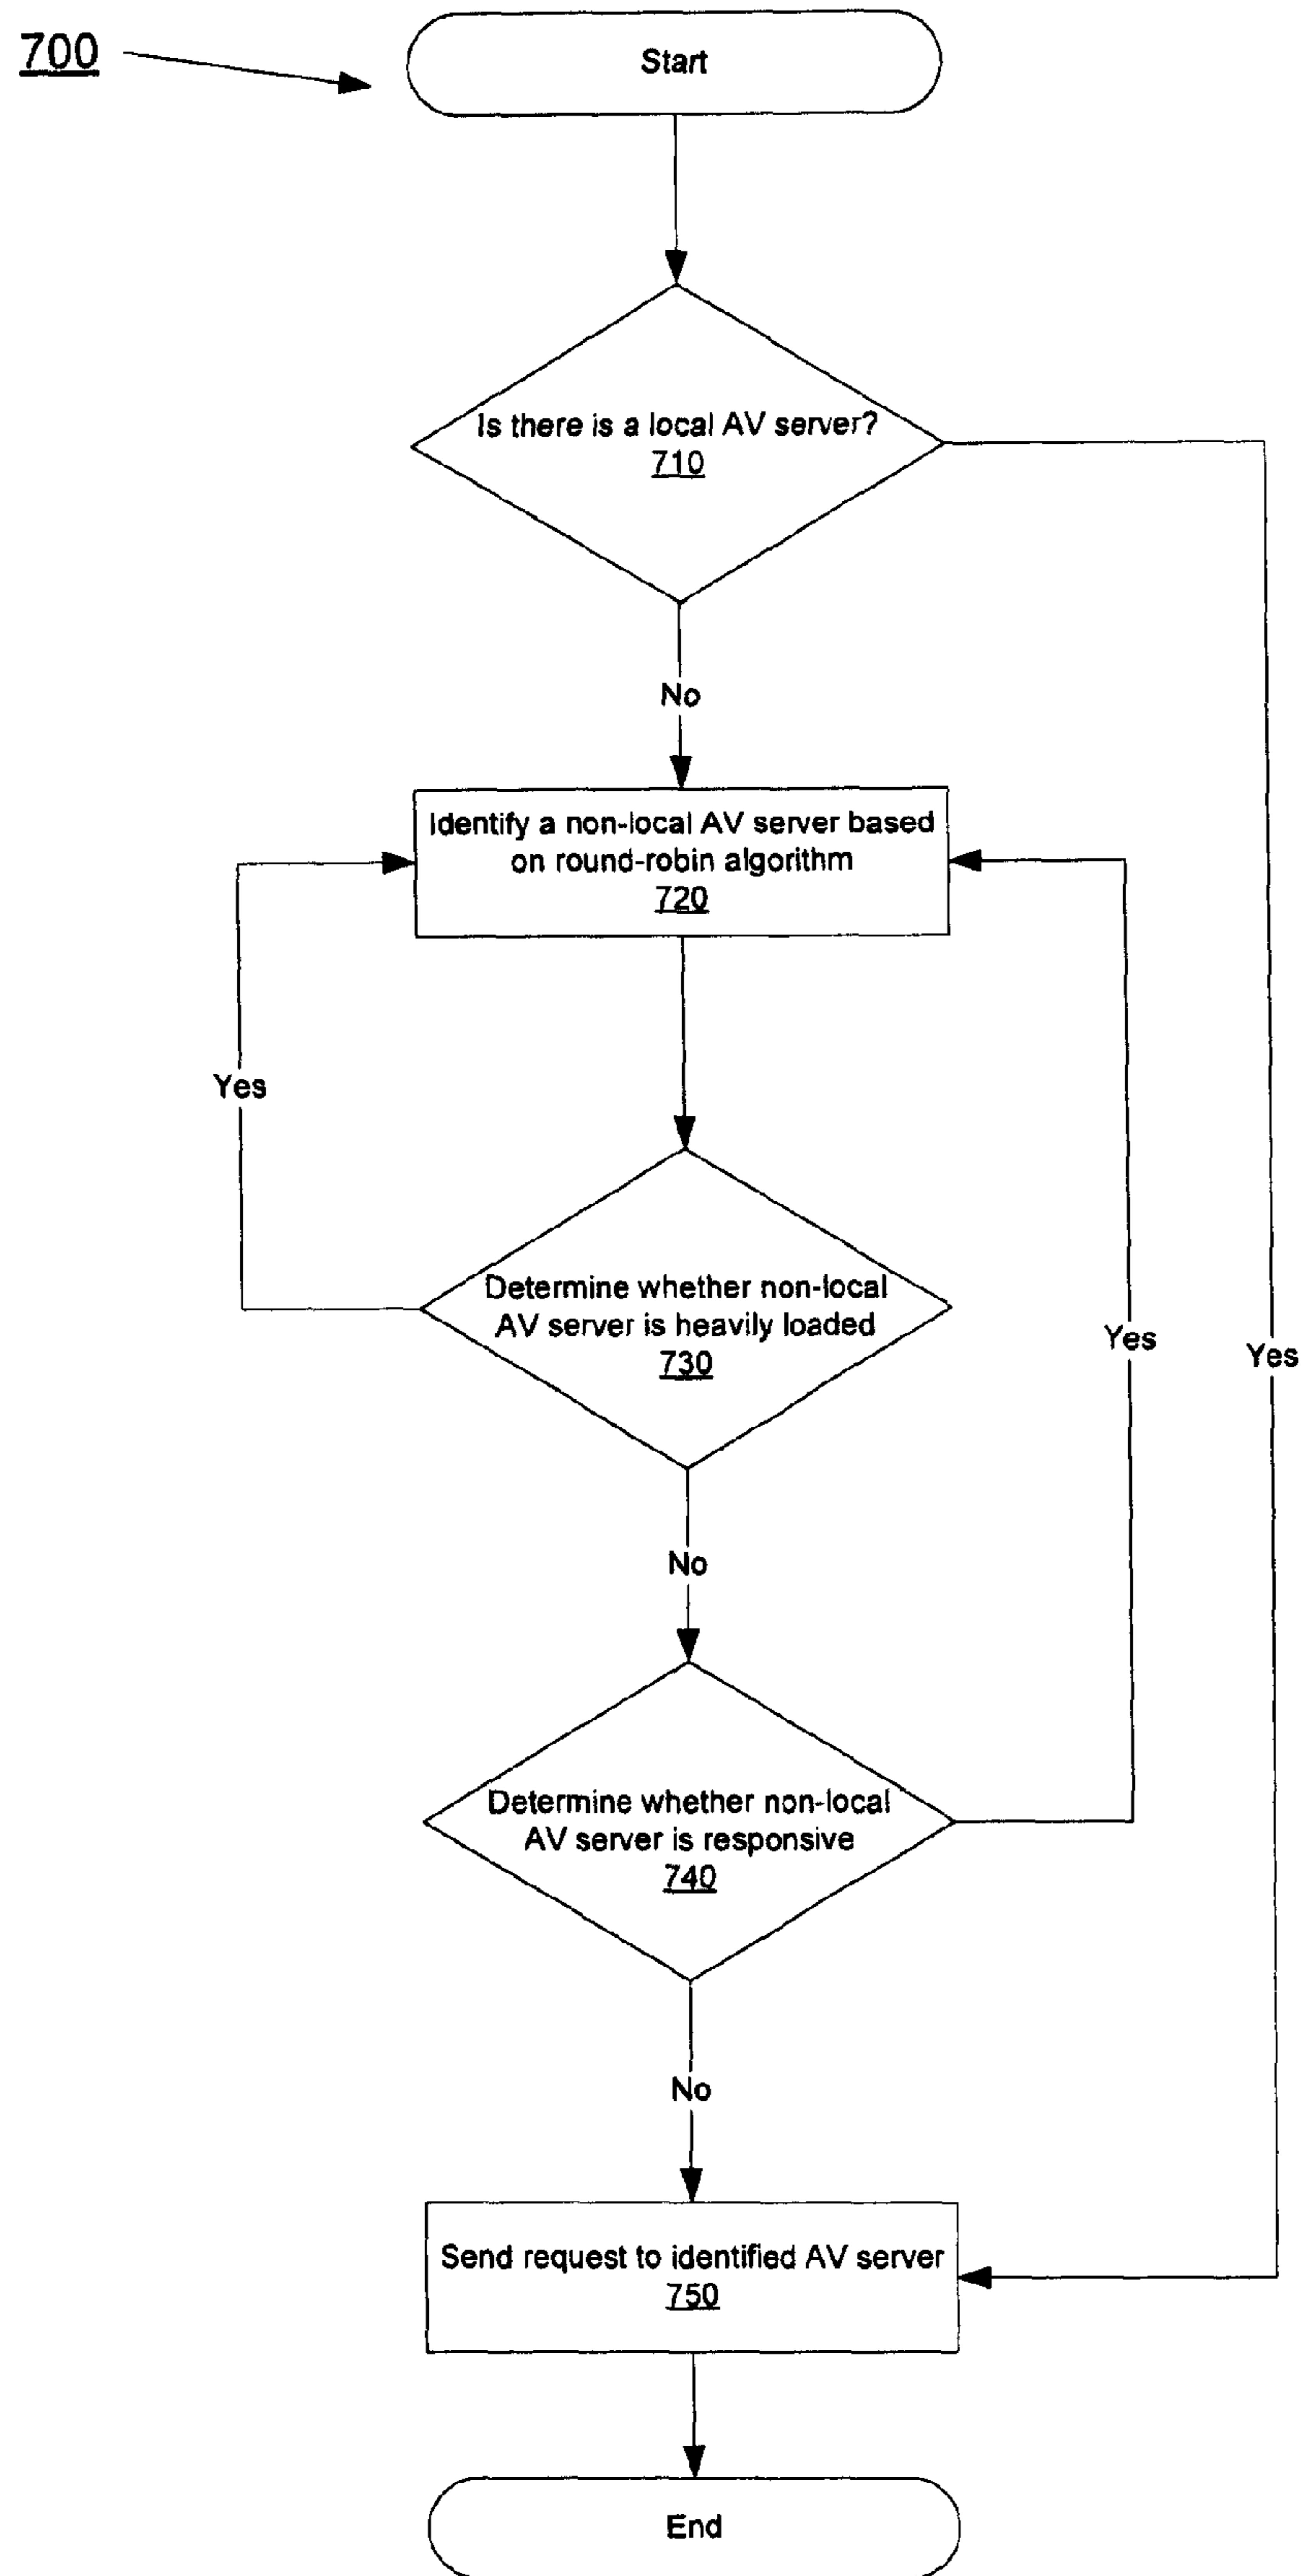 700
Start
Is there is a local AV server?
710
No
Identify a non-local AV server based
on round-robin algorithm
720
Yes
Determine whether non-local
AV server is heavily loaded
730
Yes
Yes
No
Determine whether non-local
AV server is responsive
740
No
Send request to identified AV server
750
End